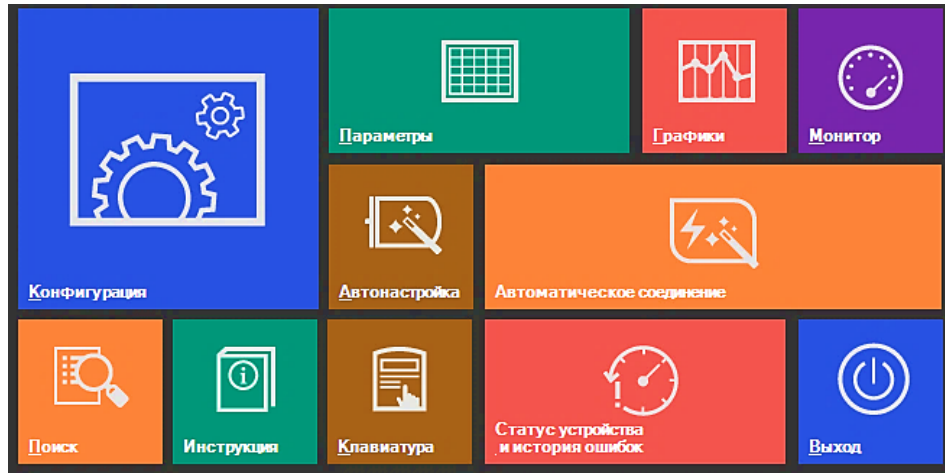 Параметры
Графики
Монитор
Конфигурация
Автонастройка
Автоматическое соединение
Поиск
Инструкция
Клавиатура
Статус устройства
и история ошибок
Выход